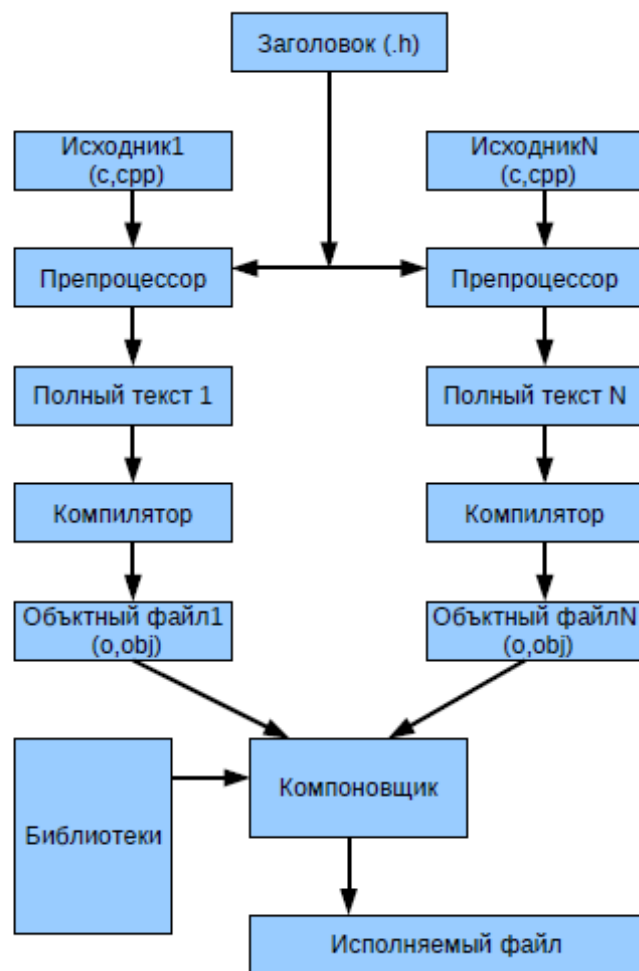 Заголовок (.h)
Исходник1
(c,cpp)
ИсходникN
(c,cpp)
Препроцессор
Препроцессор
Полный текст 1
Полный текст N
Компилятор
Компилятор
Объктный файл1
(o,obj)
Объктный файлN
(o,obj)
Компоновщик
Библиотеки
Исполняемый файл